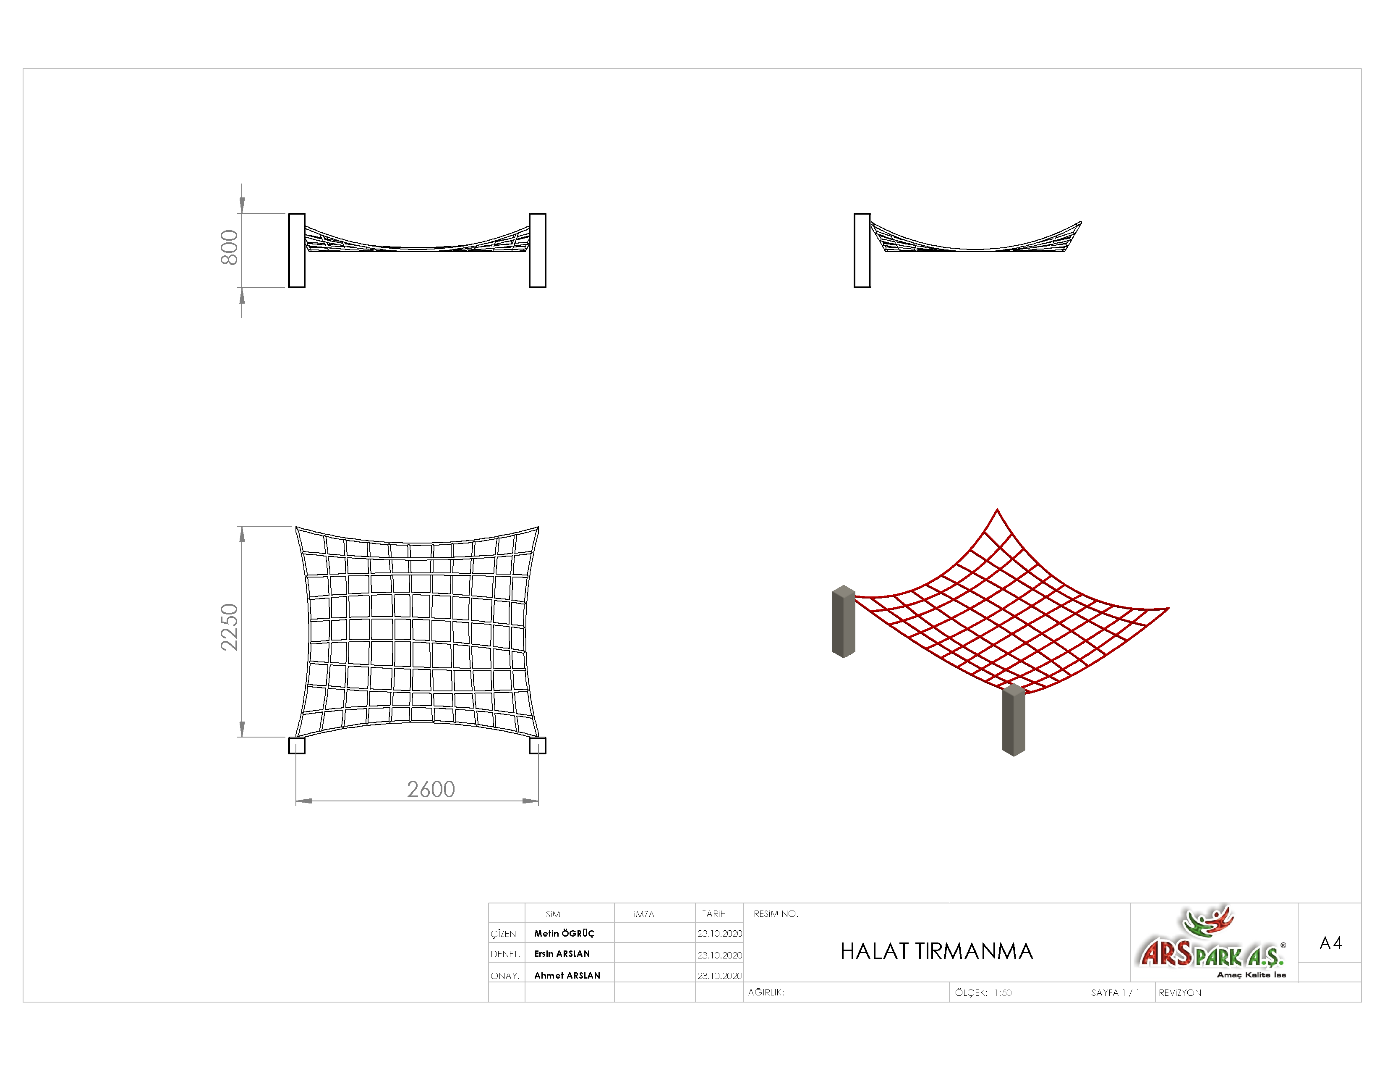 800
2250
2600
İSİM
İMZA
TARİH
RESİM NO.
ÇİZEN
Metin ÖGRÜÇ
23.10.2020
DENET.
Ersin ARSLAN
23.10.2020
ONAY.
Ahmet ARSLAN
23.10.2020
HALAT TIRMANMA
ARSPARK A.Ş.®
Amaç Kalite İse
A4
AĞIRLIK:
ÖLÇEK: 1:50
SAYFA 1 / 1
REVİZYON